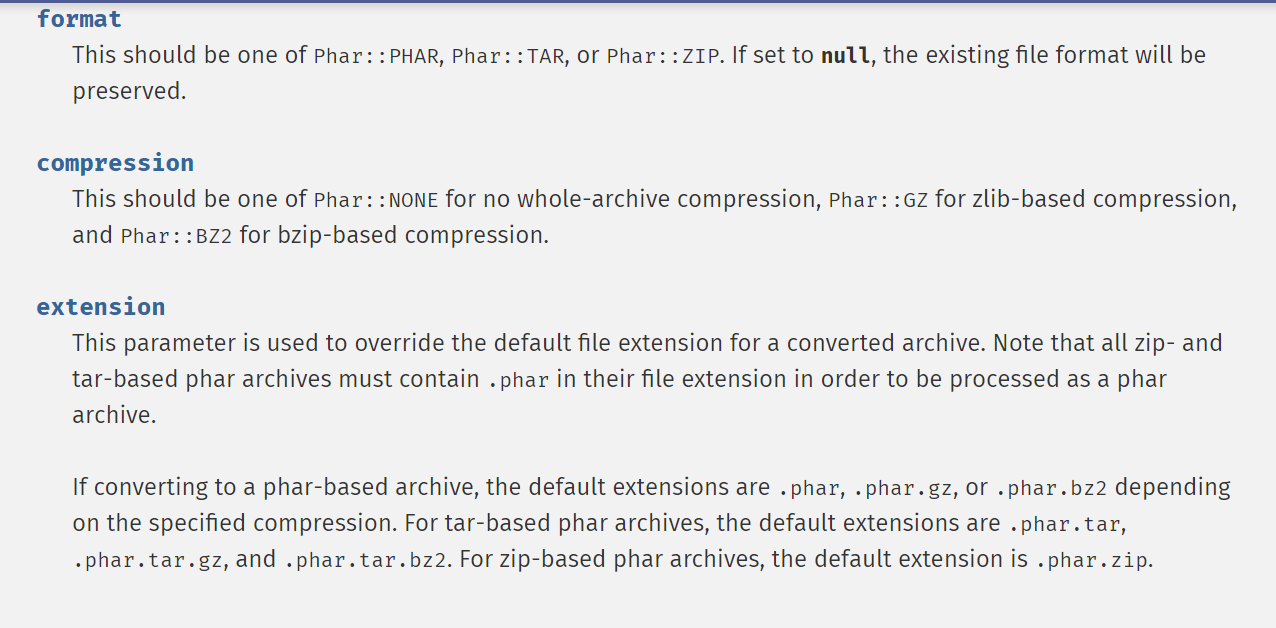 format
This should be one of Phar::PHAR, Phar::TAR, or Phar::ZIP. If set to null, the existing file format will be
preserved.
compression
This should be one of Phar::NONE for no whole-archive compression, Phar::GZ for zlib-based compression,
and Phar::BZ2 for bzip-based compression.
extension
This parameter is used to override the default file extension for a converted archive. Note that all zip- and
tar-based phar archives must contain .phar in their file extension in order to be processed as a phar
archive.
If converting to a phar-based archive, the default extensions are .phar, .phar.gz, or .phar.bz2 depending
on the specified compression. For tar-based phar archives, the default extensions are .phar.tar,
.phar.tar.gz, and .phar.tar.bz2. For zip-based phar archives, the default extension is .phar.zip.